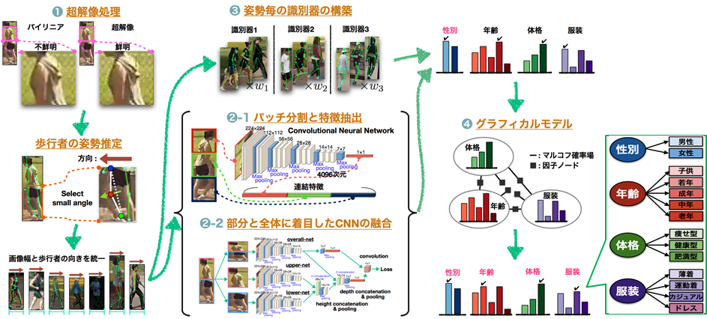 ❶ 超解像処理
バイリニア
超解像
不鮮明
鮮明
歩行者の姿勢推定
方向：
Select
small angle
画像幅と歩行者の向きを統一
❸ 姿勢毎の識別器の構築
識別器1
識別器2
識別器3
×w1
×w2
×w3
2-1 パッチ分割と特徴抽出
Convolutional Neural Network
224×224
112×112
56×56
28×28
14×14
7×7
1×1
Max
pooling
Max
pooling
Max
pooling
Max
pooling
4096次元
連結特徴
2-2 部分と全体に着目したCNNの融合
overall-net
upper-net
lower-net
convolution
Loss
depth concatenation
& pooling
height concatenation
& pooling
性別
年齢
体格
服装
❹ グラフィカルモデル
体格
年齢
服装
マルコフ確率場
: 因子ノード
性別
年齢
体格
服装
性別
男性
女性
年齢
子供
若年
成年
中年
老年
体格
痩せ型
健康型
肥満型
服装
薄着
運動着
カジュアル
ドレス